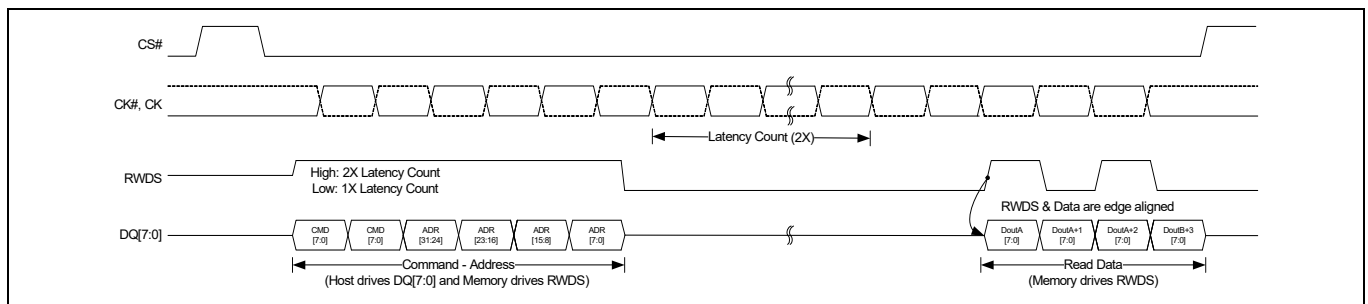 CS#
CK#, CK
Latency Count (2X)
RWDS
High: 2X Latency Count
Low: 1X Latency Count
RWDS & Data are edge aligned
DQ[7:0]
CMD [7:0]
CMD [7:0]
ADR [31:24]
ADR [23:16]
ADR [15:8]
ADR [7:0]
DoutA [7:0]
DoutA+1 [7:0]
DoutA+2 [7:0]
DoutB+3 [7:0]
Command - Address
(Host drives DQ[7:0] and Memory drives RWDS)
Read Data
(Memory drives RWDS)